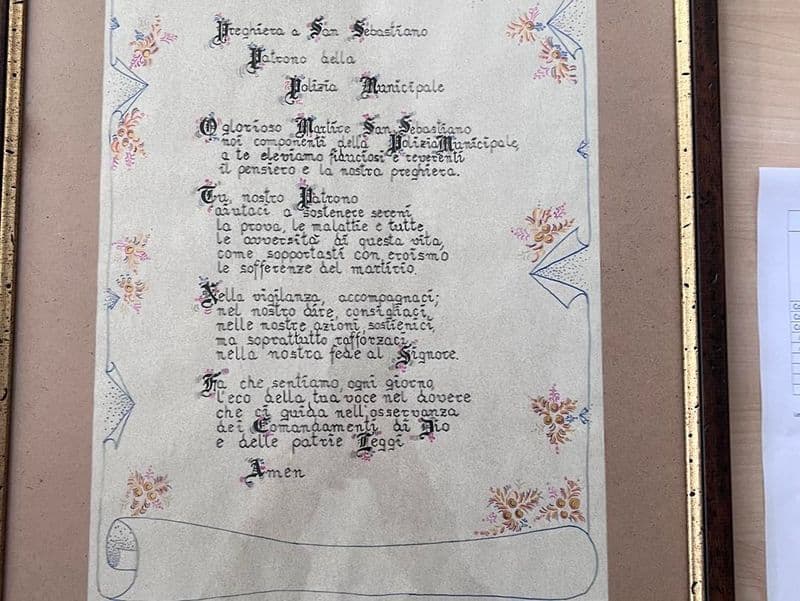 Preghiera a San Sebastiano
Patrono della
Polizia Municipale
O glorioso Martire San Sebastiano
noi componenti della Polizia Municipale,
a te eleviamo fiduciosi e reverenti
il pensiero e la nostra preghiera.
Tu, nostro Patrono
aiutaci a sostenere sereni
la prova, le malattie e tutte
le avversità di questa vita,
come sopportasti con eroismo
le sofferenze del martirio.
Nella vigilanza, accompagnaci;
nel nostro dire, consigliaci,
nelle nostre azioni, sostienici,
ma soprattutto rafforzaci
nella nostra fede al Signore.
Fa che sentiamo, ogni giorno,
l'eco della tua voce nel dovere
che ci guida nell'osservanza
dei Comandamenti di Dio
e delle patrie Leggi
Amen